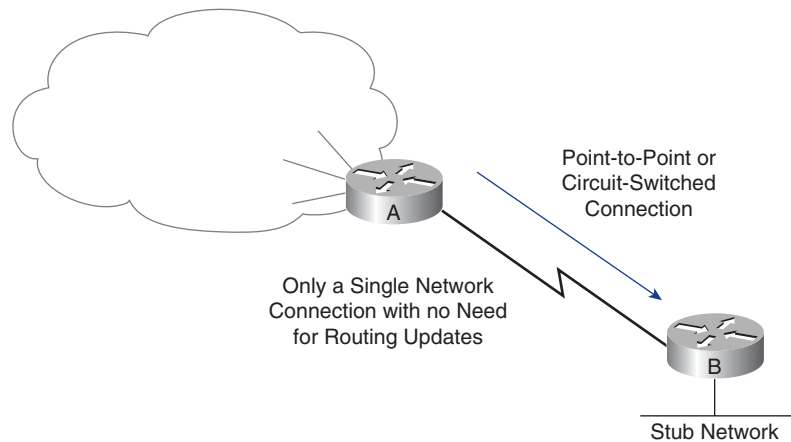 A
Point-to-Point or
Circuit-Switched
Connection
Only a Single Network
Connection with no Need
for Routing Updates
B
Stub Network